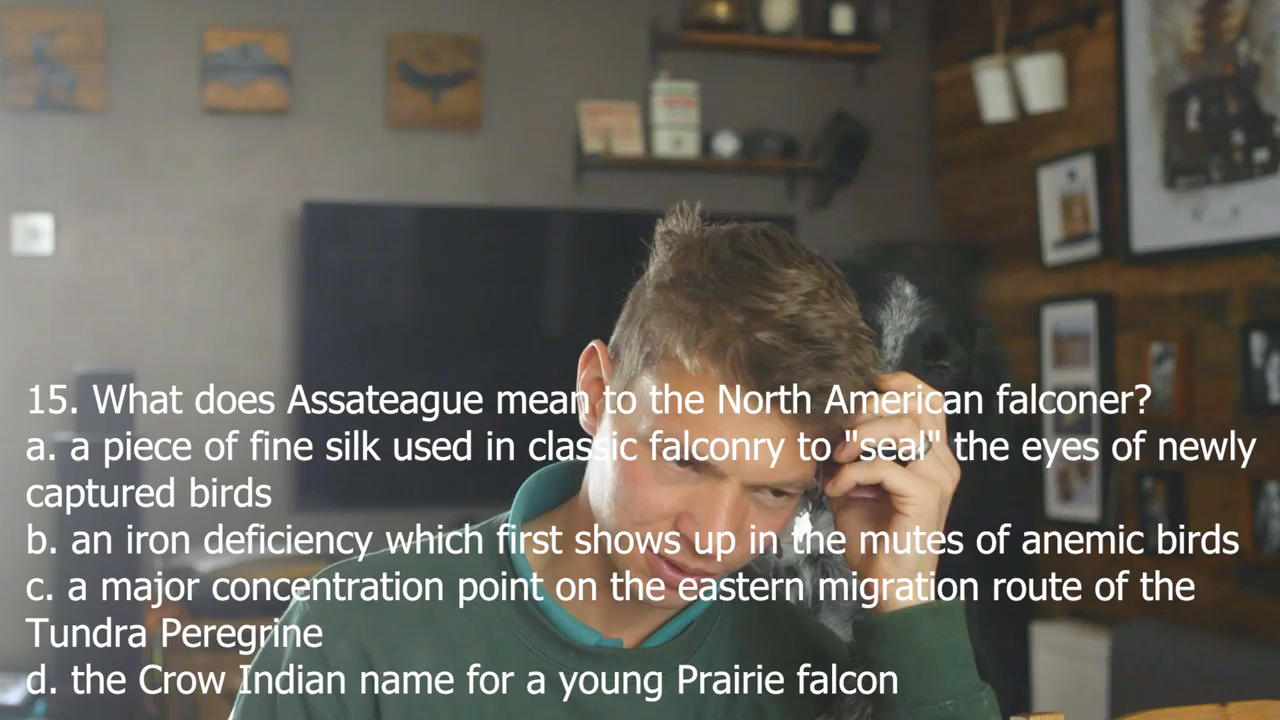 15. What does Assateague mean to the North American falconer?
a. a piece of fine silk used in classic falconry to "seal" the eyes of newly
captured birds
b. an iron deficiency which first shows up in the mutes of anemic birds
c. a major concentration point on the eastern migration route of the
Tundra Peregrine
d. the Crow Indian name for a young Prairie falcon